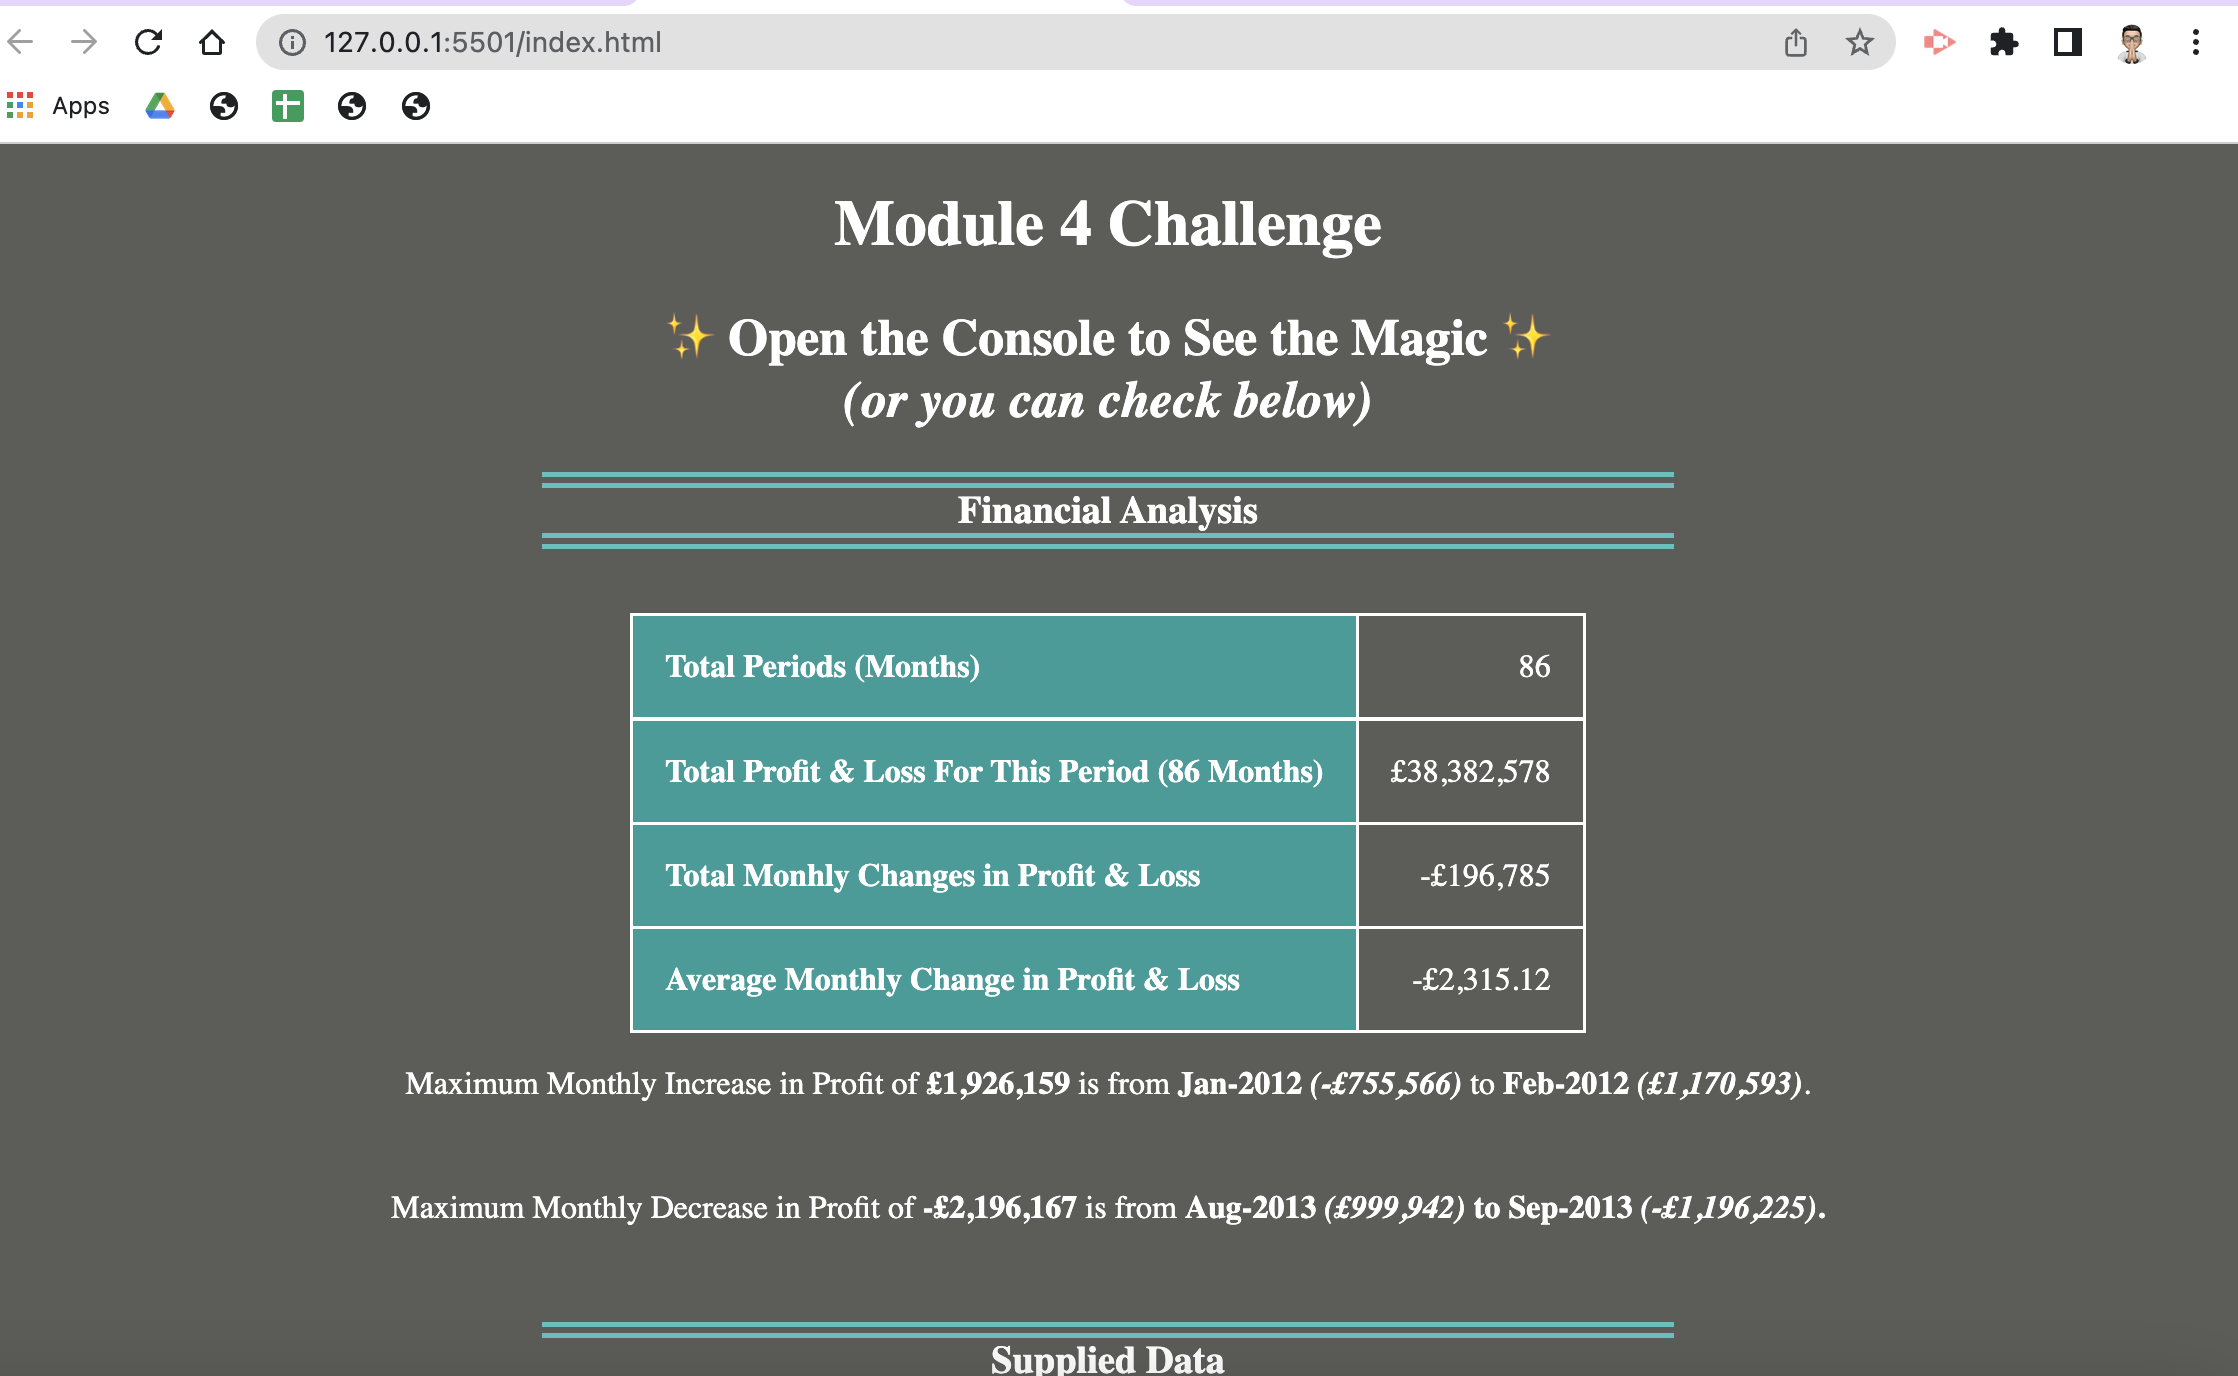 127.0.0.1:5501/index.html
Apps
Module 4 Challenge
✨ Open the Console to See the Magic ✨
(or you can check below)
Financial Analysis
Total Periods (Months) 86
Total Profit & Loss For This Period (86 Months) £38,382,578
Total Monhly Changes in Profit & Loss -£196,785
Average Monthly Change in Profit & Loss -£2,315.12
Maximum Monthly Increase in Profit of £1,926,159 is from Jan-2012 (-£755,566) to Feb-2012 (£1,170,593).
Maximum Monthly Decrease in Profit of -£2,196,167 is from Aug-2013 (£999,942) to Sep-2013 (-£1,196,225).
Supplied Data